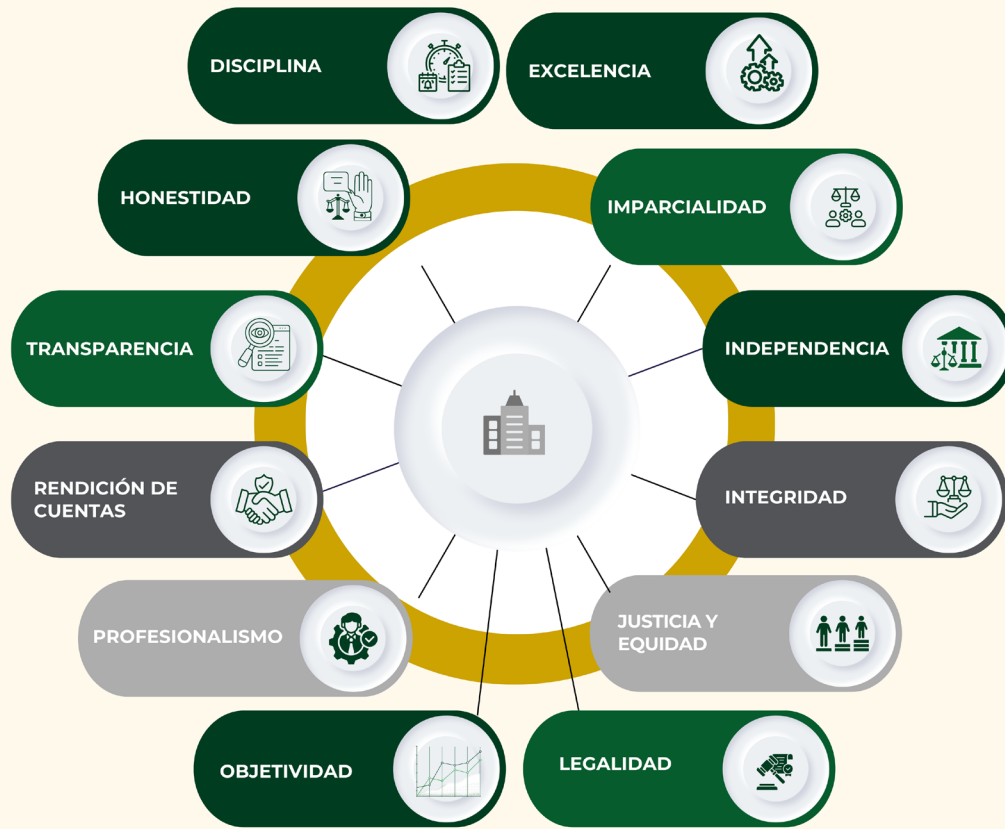 DISCIPLINA
EXCELENCIA
HONESTIDAD
IMPARCIALIDAD
TRANSPARENCIA
INDEPENDENCIA
RENDICIÓN DE
CUENTAS
INTEGRIDAD
PROFESIONALISMO
JUSTICIA Y
EQUIDAD
OBJETIVIDAD
LEGALIDAD